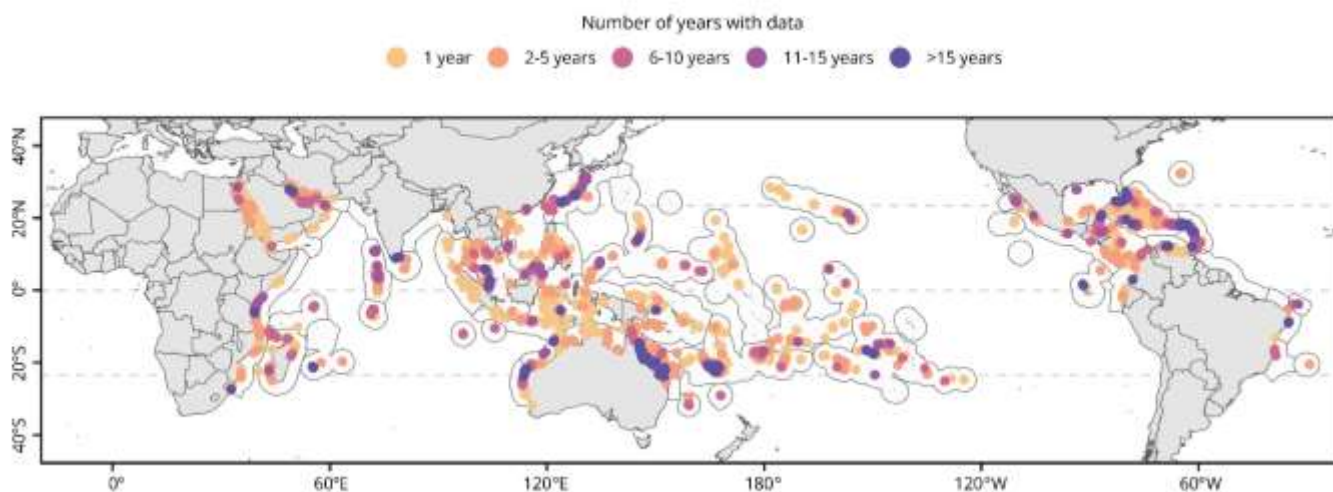 Number of years with data
1 year 2-5 years 6-10 years 11-15 years >15 years
40°N
20°N
0°
20°S
40°S
0° 60°E 120°E 180° 120°W 60°W